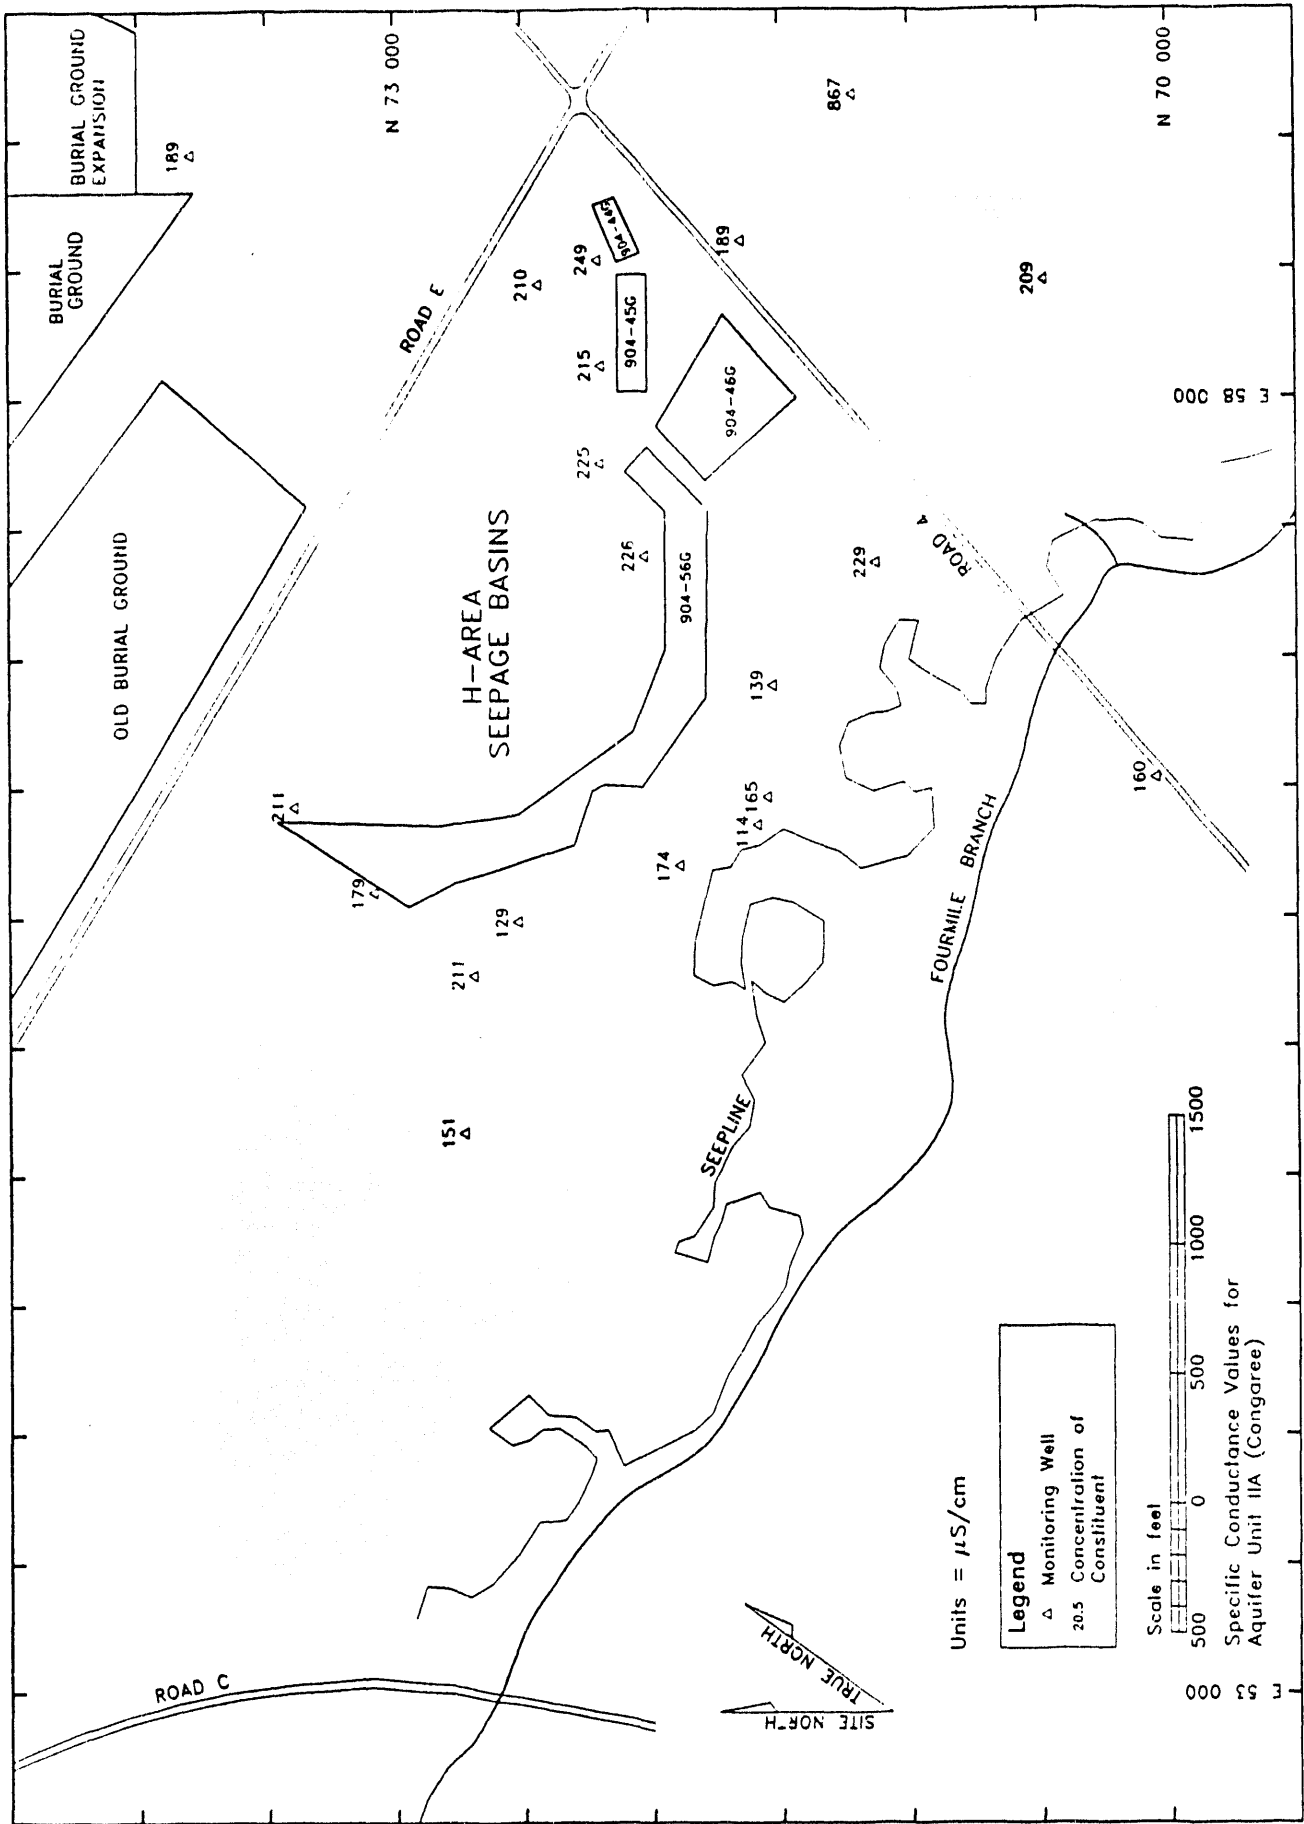 BURIAL GROUND
EXPANSION
189
BURIAL
GROUND
OLD BURIAL GROUND
N 73 000
ROAD E
867
N 70 000
904-44G
249
210
189
209
215
904-45G
904-46G
E 58 000
225
H-AREA
SEEPAGE BASINS
226
904-56G
229
ROAD 4
139
211
165
114
160
174
179
129
211
FOURMILE BRANCH
151
SEEPLINE
ROAD C
SITE NORTH
TRUE NORTH
Units = µS/cm
Legend
△ Monitoring Well
20.5 Concentration of
Constituent
Scale in feet
500 0 500 1000 1500
Specific Conductance Values for
Aquifer Unit IIA (Congaree)
E 53 000